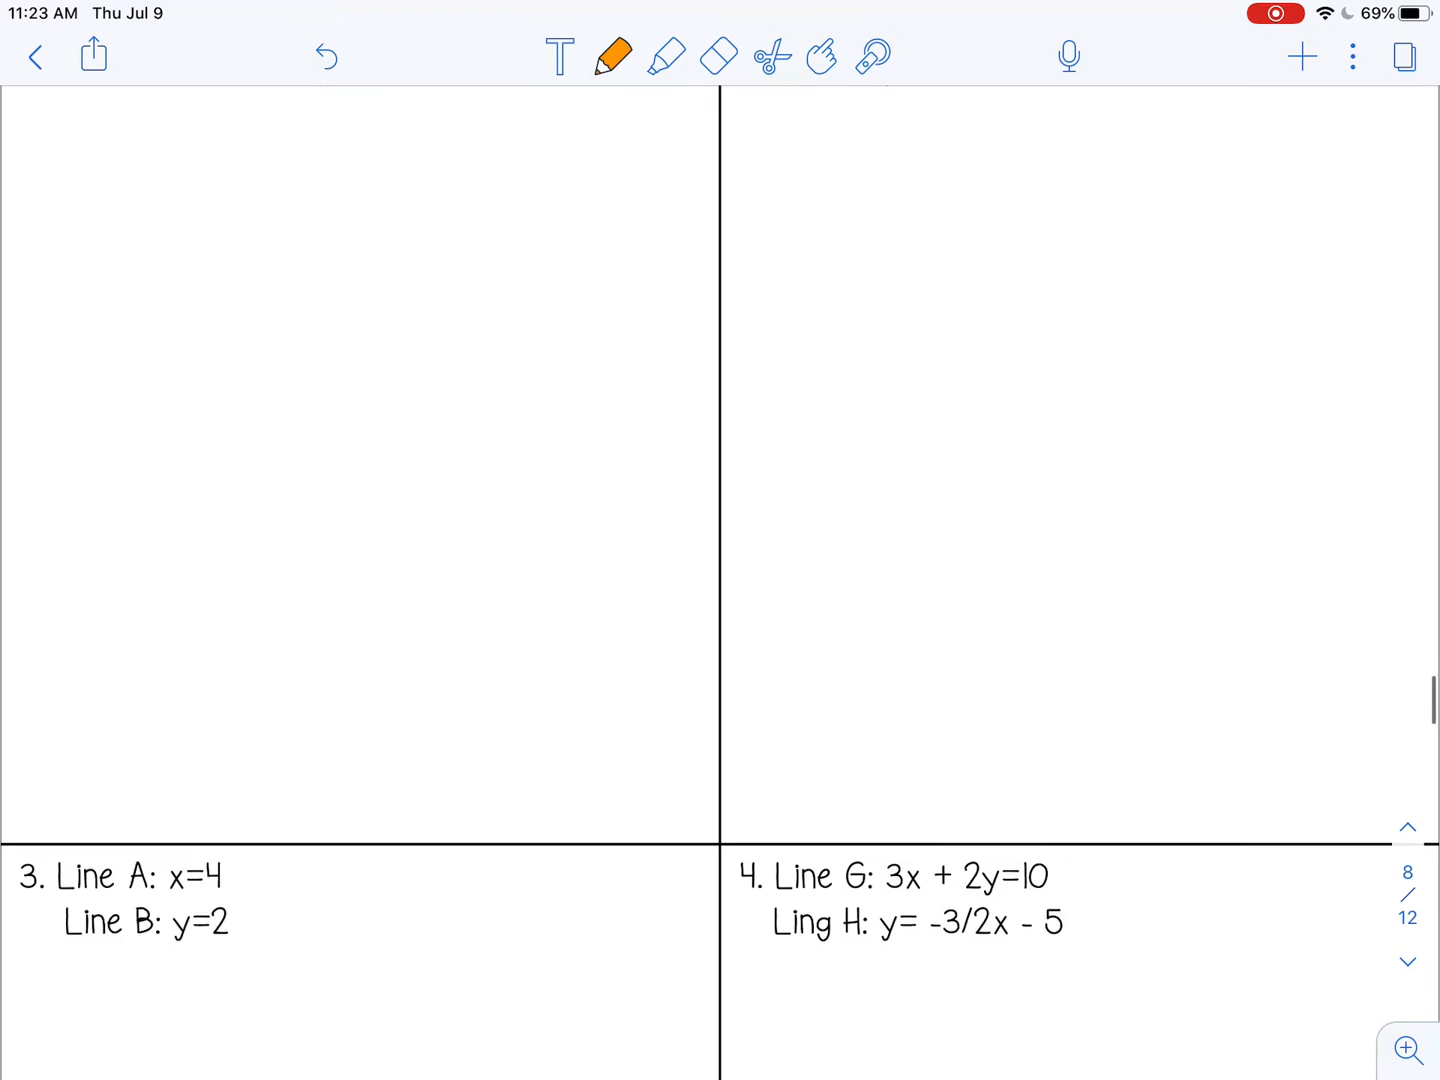 11:23 AM Thu Jul 9
69%
T
3. Line A: x=4
Line B: y=2
4. Line G: 3x + 2y=10
Ling H: y= -3/2x - 5
8
/
12